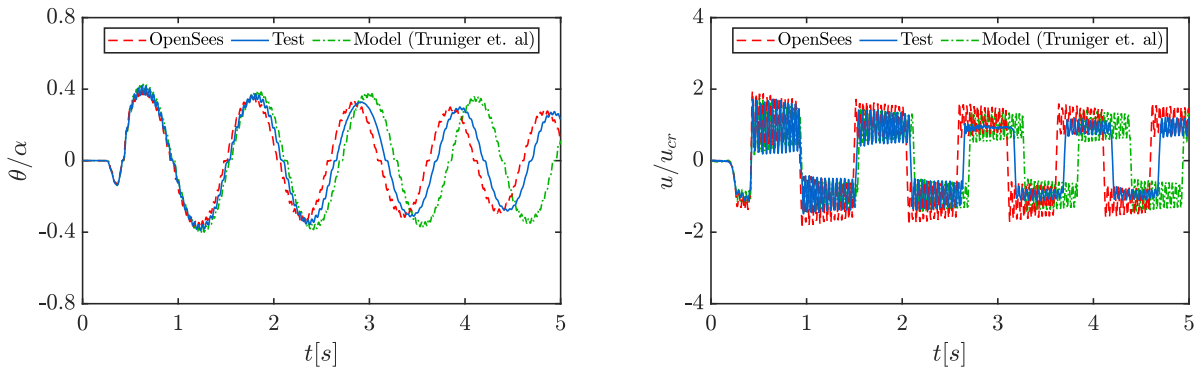 OpenSees Test Model (Truniger et. al)
0.8
0.4
0
-0.4
-0.8
θ/α
0 1 2 3 4 5
t[s]
OpenSees Test Model (Truniger et. al)
4
2
0
-2
-4
u/u_cr
0 1 2 3 4 5
t[s]